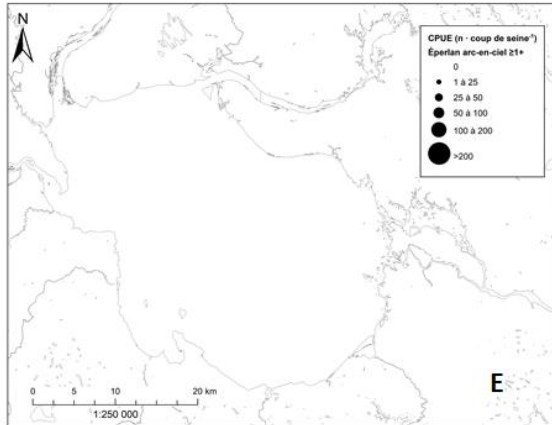 N
CPUE (n · coup de seine⁻¹)
Éperlan arc-en-ciel ≥1+
0
1 à 25
25 à 50
50 à 100
100 à 200
>200
E
0 5 10 20 km
1:250 000